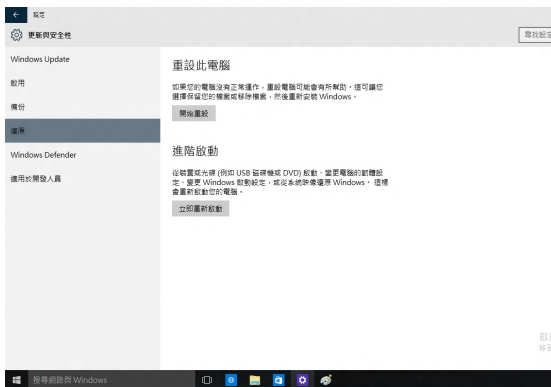 設定
更新與安全性
尋找設定
Windows Update
啟用
備份
復原
Windows Defender
適用於開發人員
重設此電腦
如果您的電腦沒有正常運作，重設電腦可能會有所幫助。這可讓您
選擇保留您的檔案或移除檔案，然後重新安裝 Windows。
開始重設
進階啟動
從裝置或光碟 (例如 USB 磁碟機或 DVD) 啟動、變更電腦的韌體設
定、變更 Windows 啟動設定，或從系統映像還原 Windows。這樣
會重新啟動您的電腦。
立即重新啟動
搜尋網路與 Windows